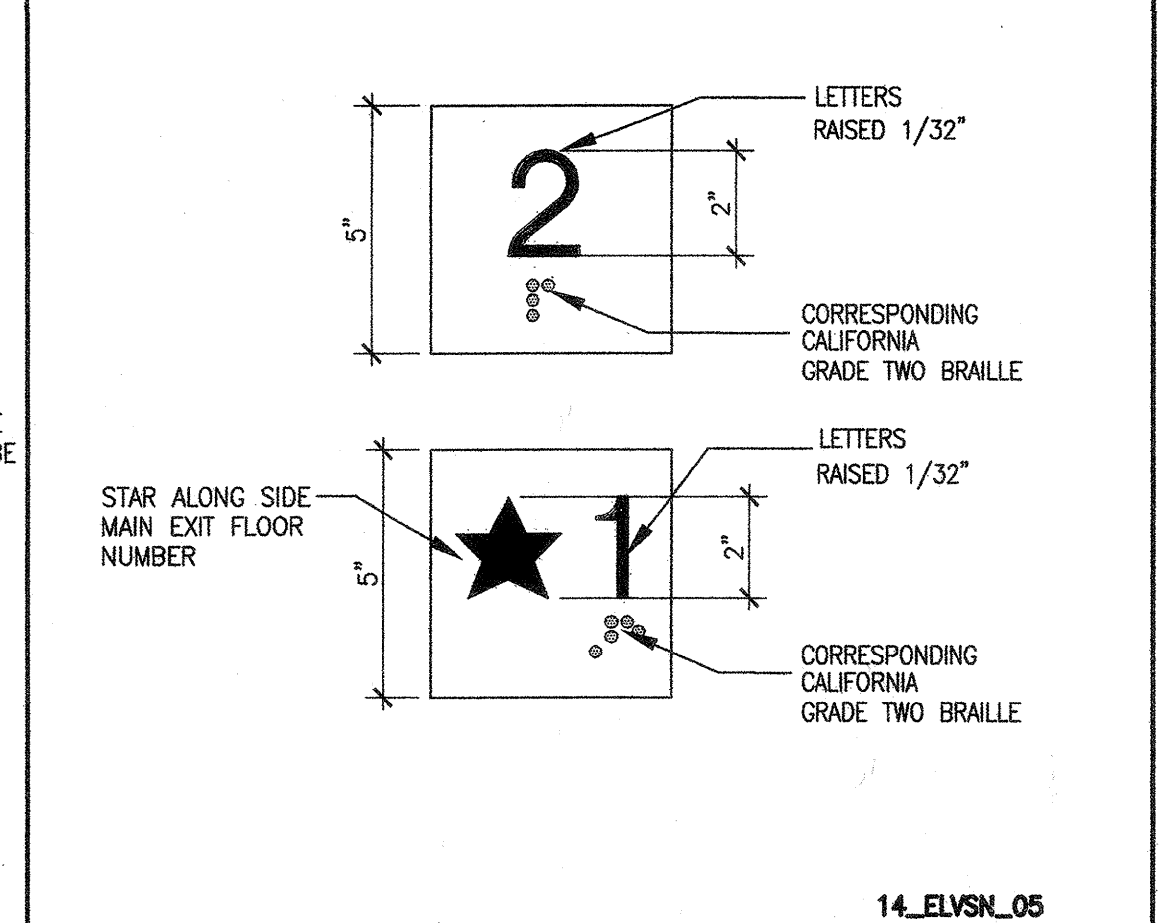 LETTERS
RAISED 1/32"
2
5"
2"
CORRESPONDING
CALIFORNIA
GRADE TWO BRAILLE
LETTERS
RAISED 1/32"
STAR ALONG SIDE
MAIN EXIT FLOOR
NUMBER
1
5"
2"
CORRESPONDING
CALIFORNIA
GRADE TWO BRAILLE
14_ELVSN_05